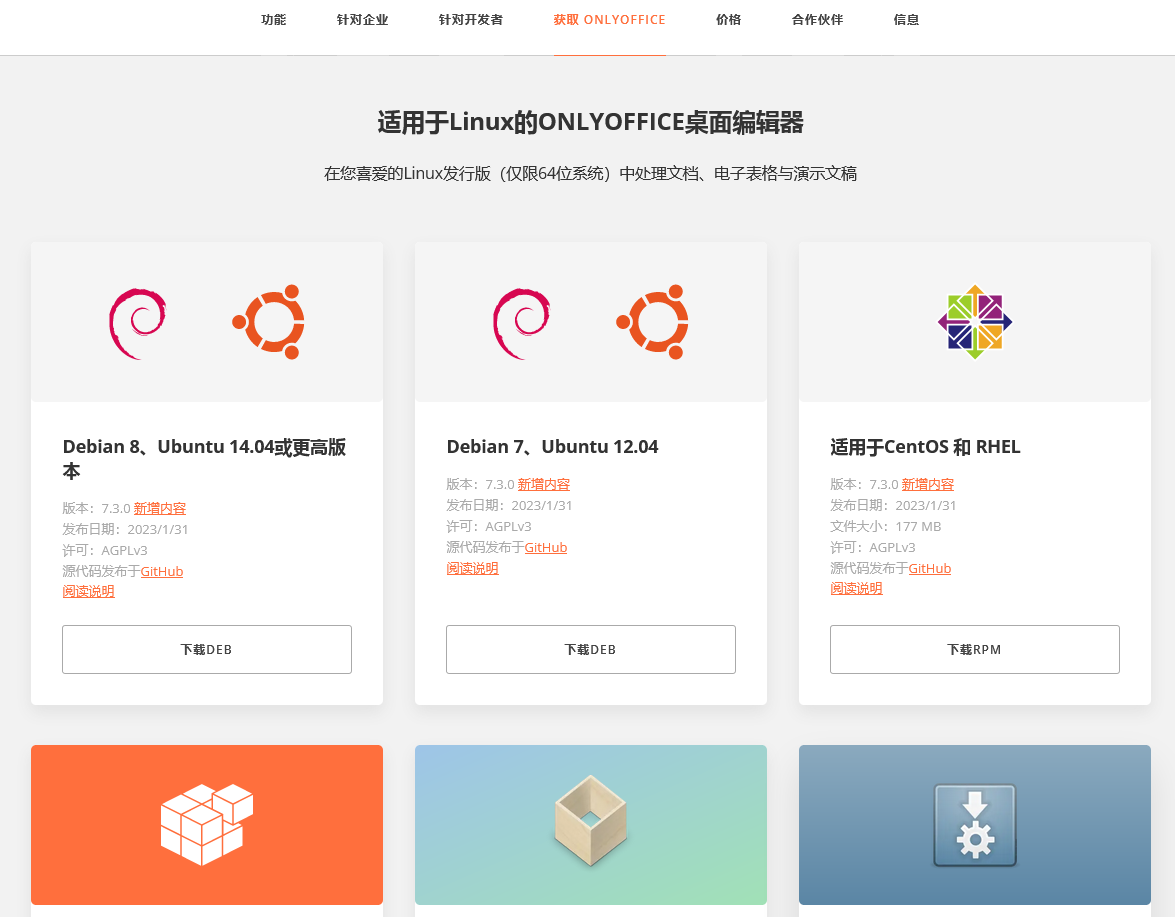 功能 针对企业 针对开发者 获取 ONLYOFFICE 价格 合作伙伴 信息
适用于Linux的ONLYOFFICE桌面编辑器
在您喜爱的Linux发行版（仅限64位系统）中处理文档、电子表格与演示文稿
Debian 8、Ubuntu 14.04或更高版
本
版本：7.3.0 新增内容
发布日期：2023/1/31
许可：AGPLv3
源代码发布于GitHub
阅读说明
下载DEB
Debian 7、Ubuntu 12.04
版本：7.3.0 新增内容
发布日期：2023/1/31
许可：AGPLv3
源代码发布于GitHub
阅读说明
下载DEB
适用于CentOS 和 RHEL
版本：7.3.0 新增内容
发布日期：2023/1/31
文件大小：177 MB
许可：AGPLv3
源代码发布于GitHub
阅读说明
下载RPM